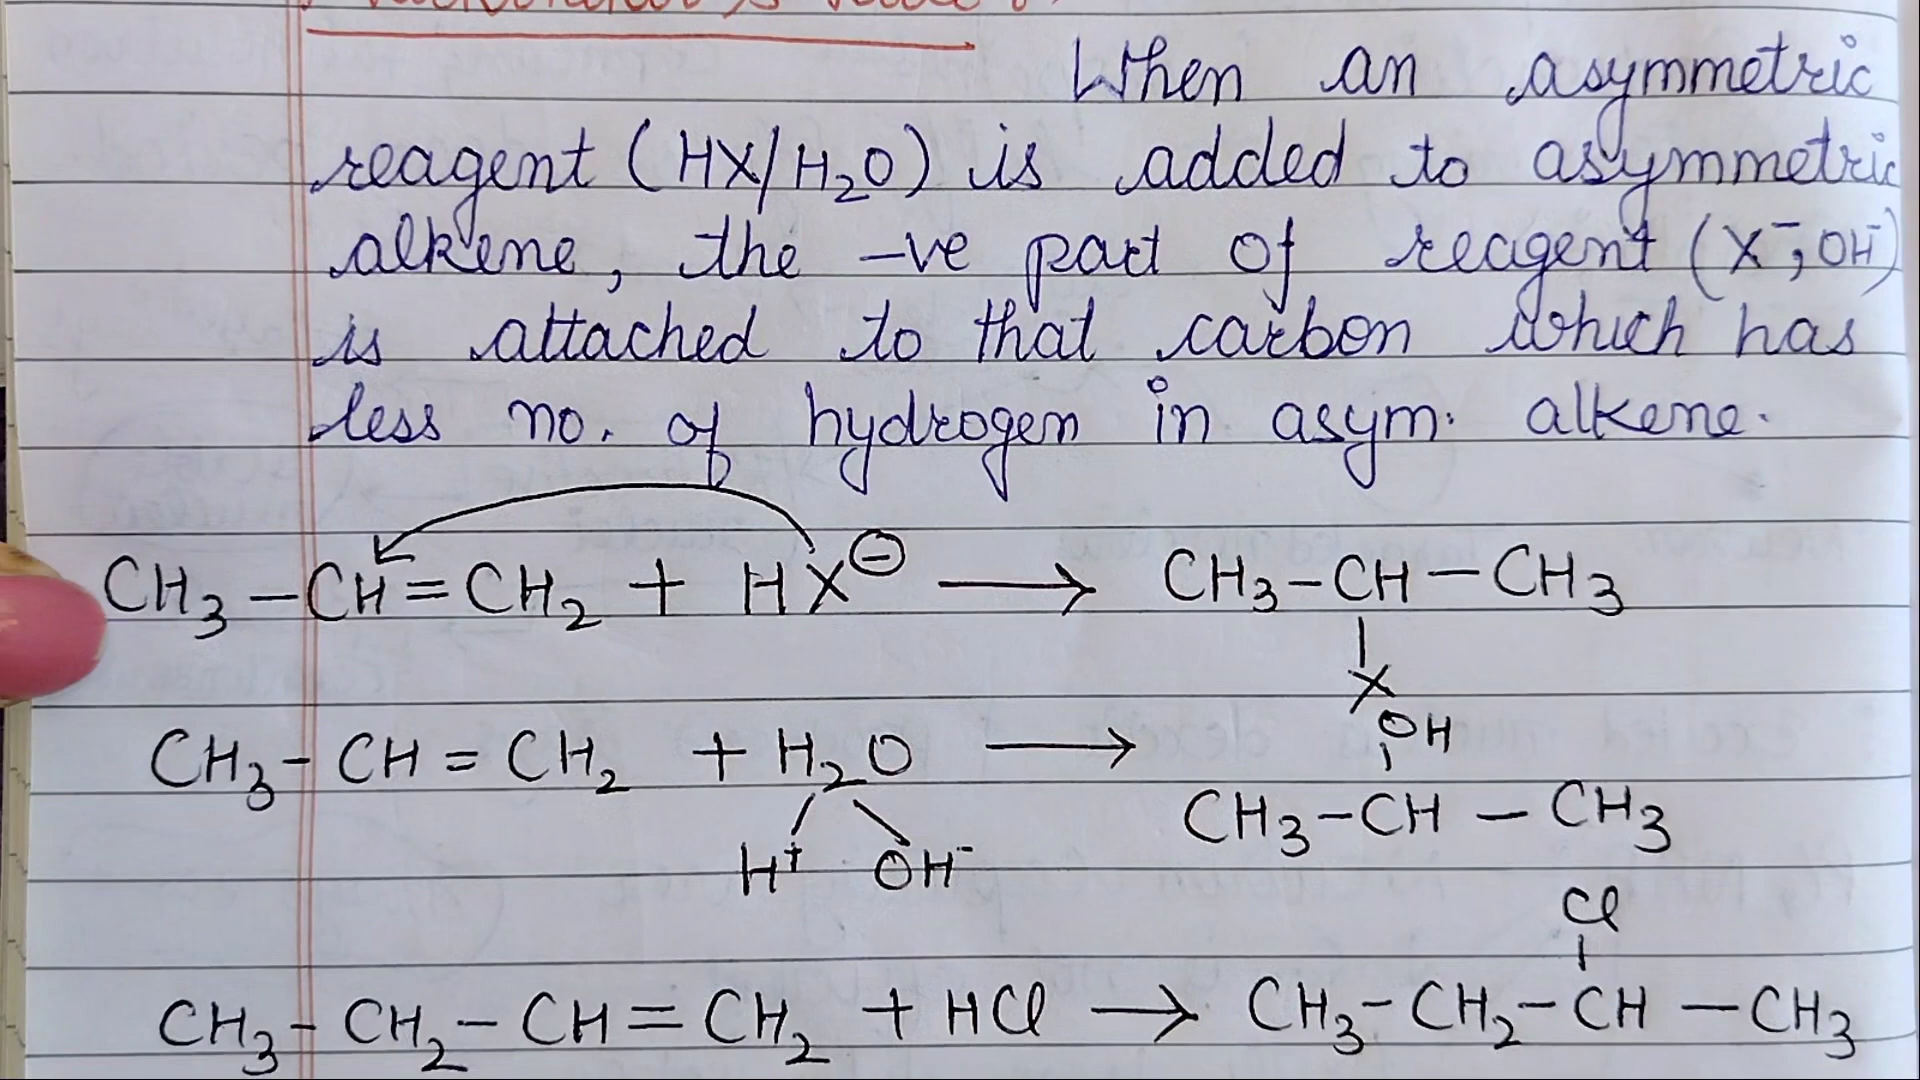 When an asymmetric
reagent (HX/H₂O) is added to asymmetric
alkene, the -ve part of reagent (X⁻, OH⁻)
is attached to that carbon which has
less no. of hydrogen in asym. alkene.
CH₃-CH=CH₂ + HX⊖ → CH₃-CH-CH₃
X
OH
CH₃-CH=CH₂ + H₂O →
CH₃-CH-CH₃
H⁺ OH⁻
Cl
CH₃-CH₂-CH=CH₂ + HCl → CH₃-CH₂-CH-CH₃